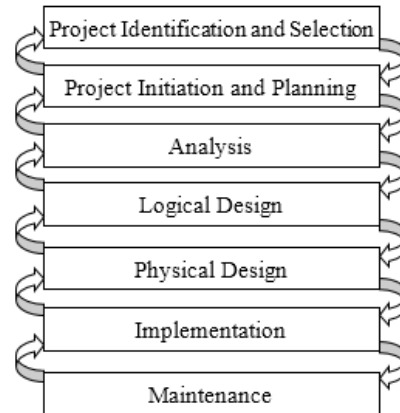 Project Identification and Selection
Project Initiation and Planning
Analysis
Logical Design
Physical Design
Implementation
Maintenance